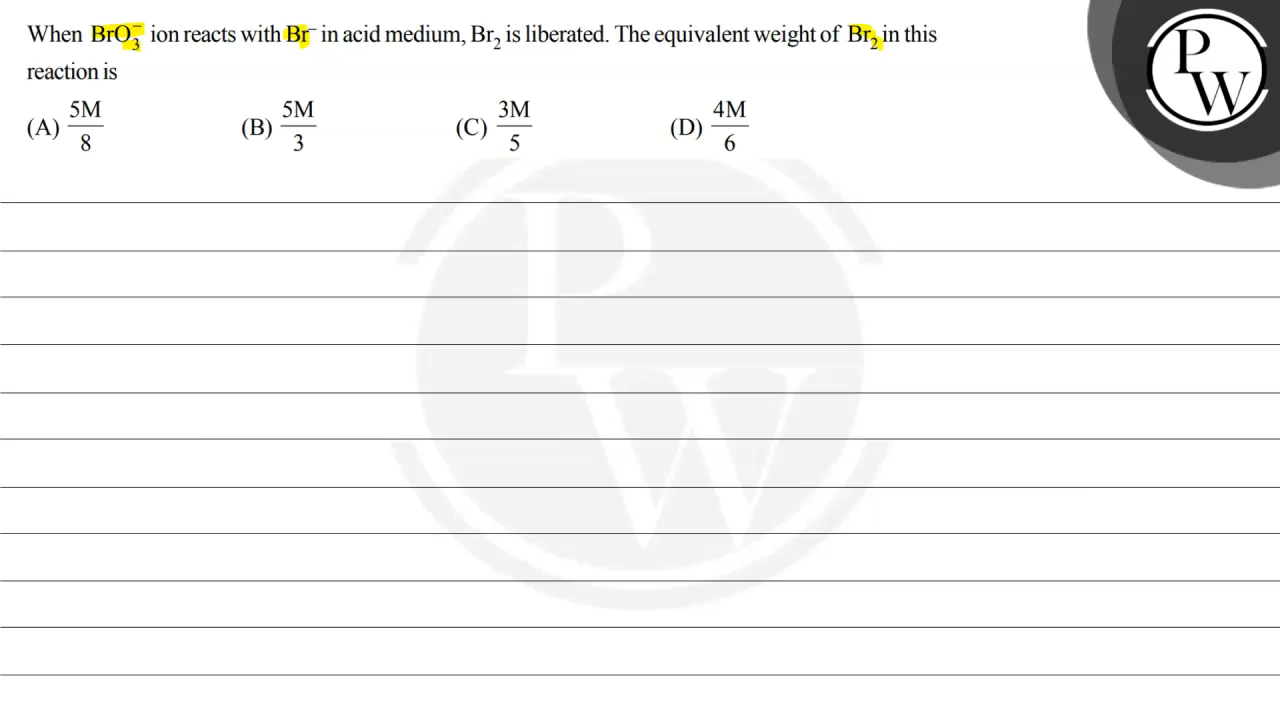 When BrO₃⁻ ion reacts with Br⁻ in acid medium, Br₂ is liberated. The equivalent weight of Br₂ in this
reaction is
(A) 5M/8 (B) 5M/3 (C) 3M/5 (D) 4M/6
P
W
P
W